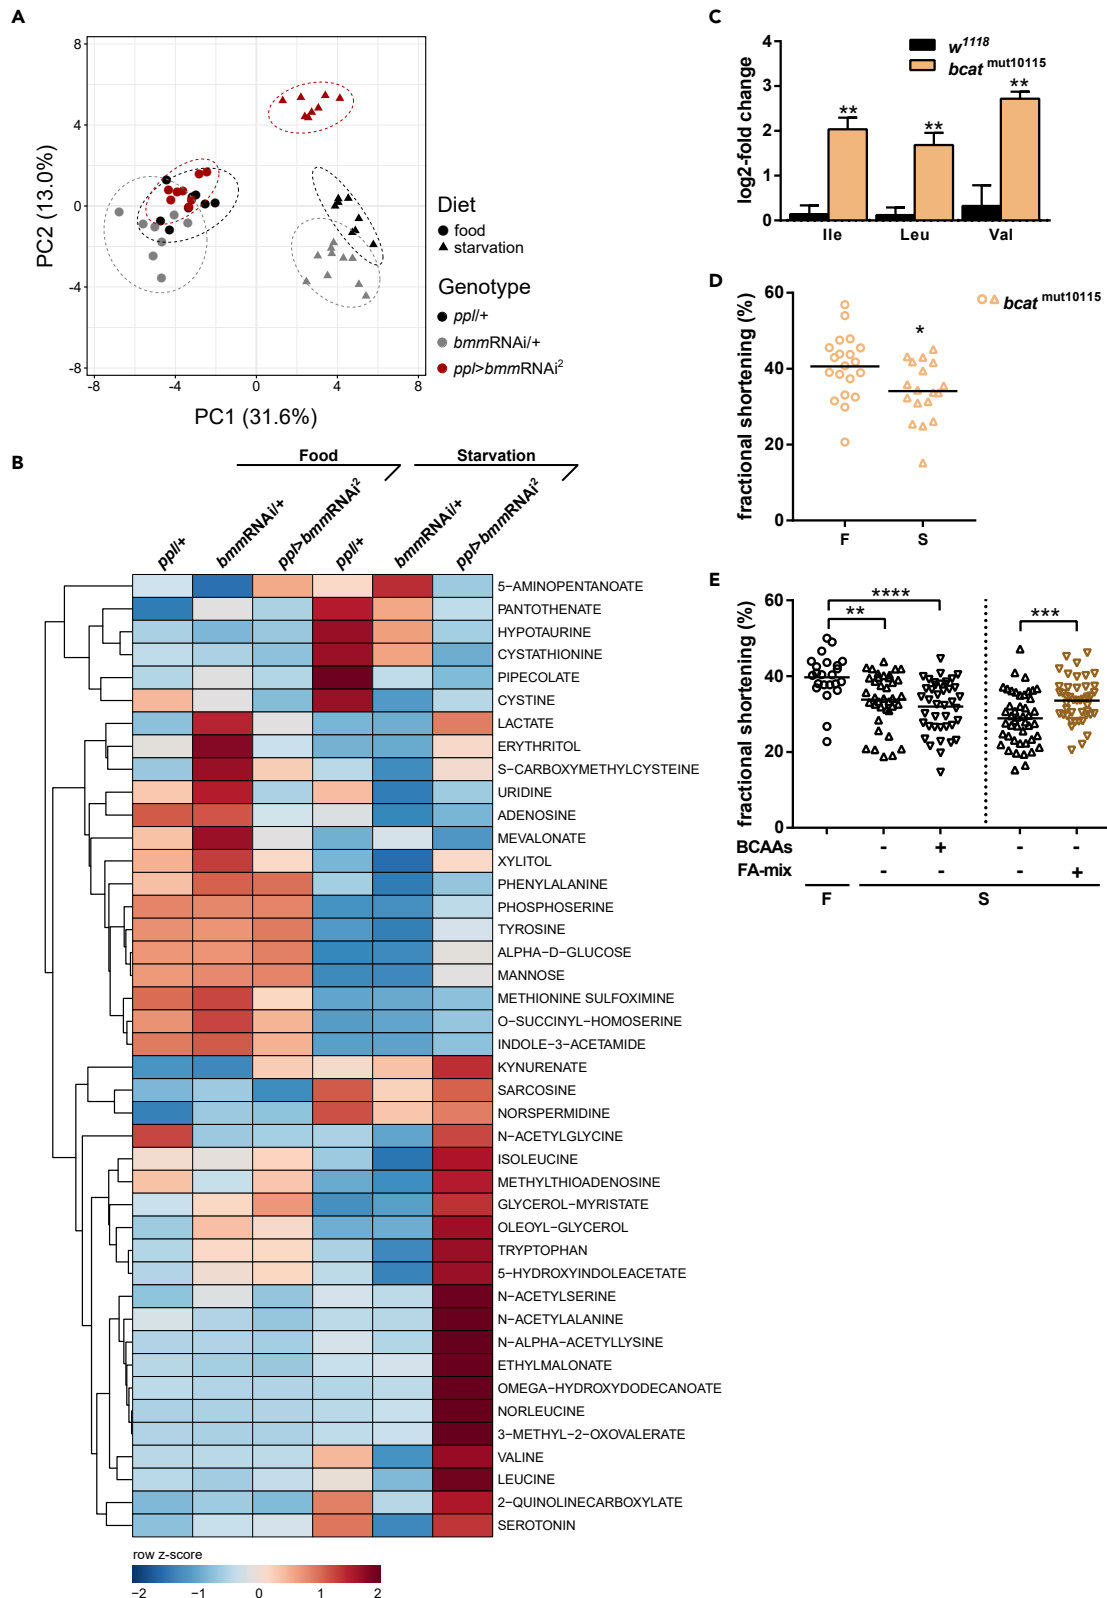 A
8
4
0
-4
-8
-8
-4
0
4
8
PC2 (13.0%)
PC1 (31.6%)
Diet
food
starvation
Genotype
ppl/+
bmmRNAi/+
ppl>bmmRNAi²
B
Food
Starvation
ppl/+
bmmRNAi/+
ppl>bmmRNAi²
ppl/+
bmmRNAi/+
ppl>bmmRNAi²
5−AMINOPENTANOATE
PANTOTHENATE
HYPOTAURINE
CYSTATHIONINE
PIPECOLATE
CYSTINE
LACTATE
ERYTHRITOL
S−CARBOXYMETHYLCYSTEINE
URIDINE
ADENOSINE
MEVALONATE
XYLITOL
PHENYLALANINE
PHOSPHOSERINE
TYROSINE
ALPHA−D−GLUCOSE
MANNOSE
METHIONINE SULFOXIMINE
O−SUCCINYL−HOMOSERINE
INDOLE−3−ACETAMIDE
KYNURENATE
SARCOSINE
NORSPERMIDINE
N−ACETYLGLYCINE
ISOLEUCINE
METHYLTHIOADENOSINE
GLYCEROL−MYRISTATE
OLEOYL−GLYCEROL
TRYPTOPHAN
5−HYDROXYINDOLEACETATE
N−ACETYLSERINE
N−ACETYLALANINE
N−ALPHA−ACETYLLYSINE
ETHYLMALONATE
OMEGA−HYDROXYDODECANOATE
NORLEUCINE
3−METHYL−2−OXOVALERATE
VALINE
LEUCINE
2−QUINOLINECARBOXYLATE
SEROTONIN
row z−score
−2 −1 0 1 2
C
log2-fold change
4
3
2
1
0
w¹¹¹⁸
bcat mut10115
**
**
**
Ile Leu Val
D
fractional shortening (%)
60
40
20
0
bcat mut10115
*
F S
E
fractional shortening (%)
60
40
20
0
****
**
***
BCAAs - + - -
FA-mix - - - +
F S